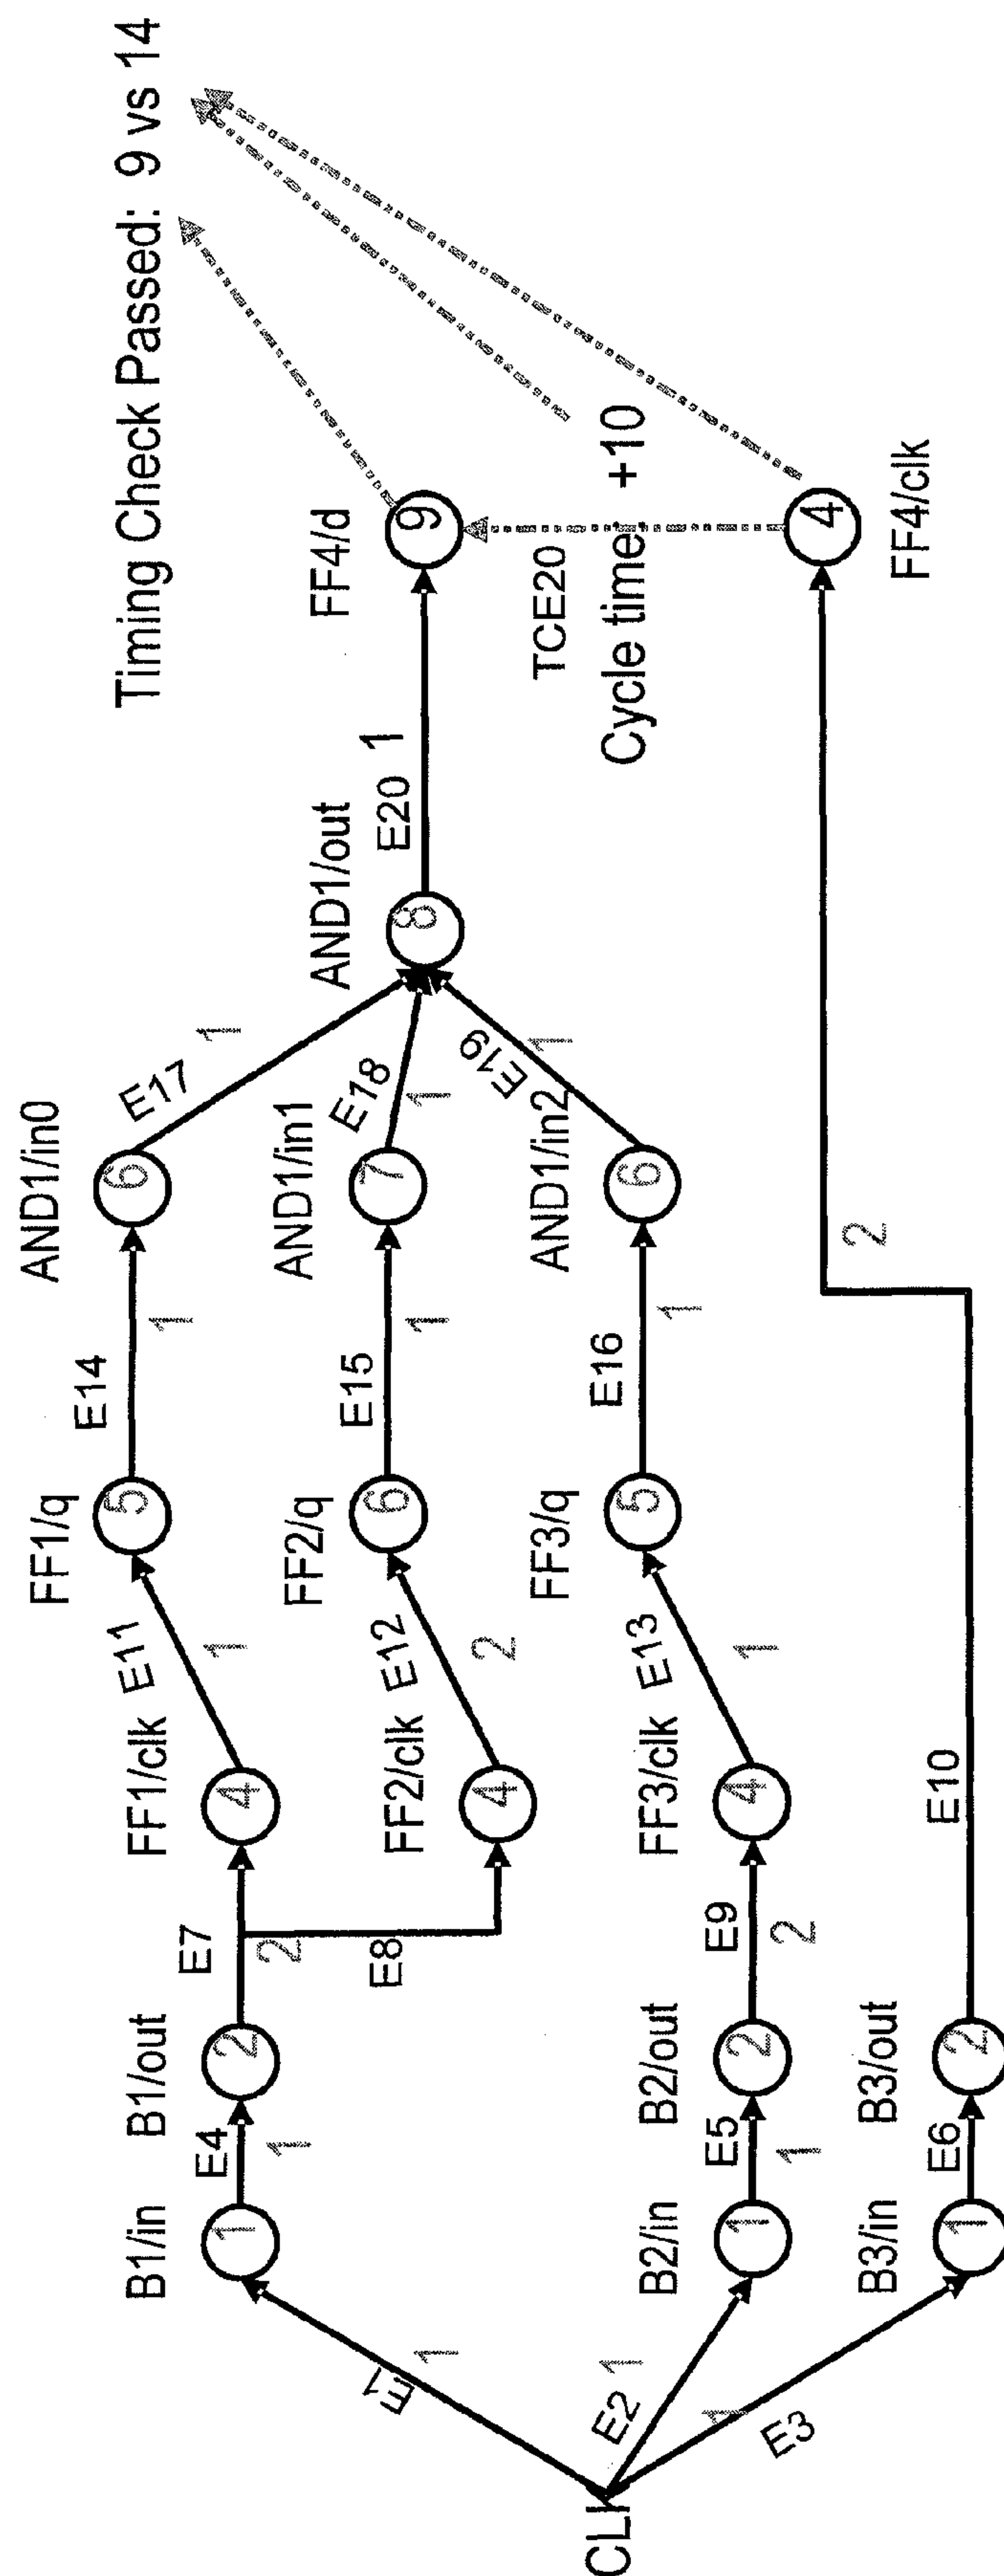 Timing Check Passed: 9 vs 14
CLK
E1
1
E2
1
E3
1
B1/in
1
E4
1
B1/out
2
E7
2
E8
FF1/clk
4
E11
1
FF1/q
5
E14
1
AND1/in0
6
E17
1
FF2/clk
4
E12
2
FF2/q
6
E15
1
AND1/in1
7
E18
1
B2/in
1
E5
1
B2/out
2
E9
2
FF3/clk
4
E13
1
FF3/q
5
E16
1
AND1/in2
6
E19
1
AND1/out
8
E20
1
FF4/d
9
TCE20
Cycle time: +10
B3/in
1
E6
B3/out
2
E10
2
4
FF4/clk